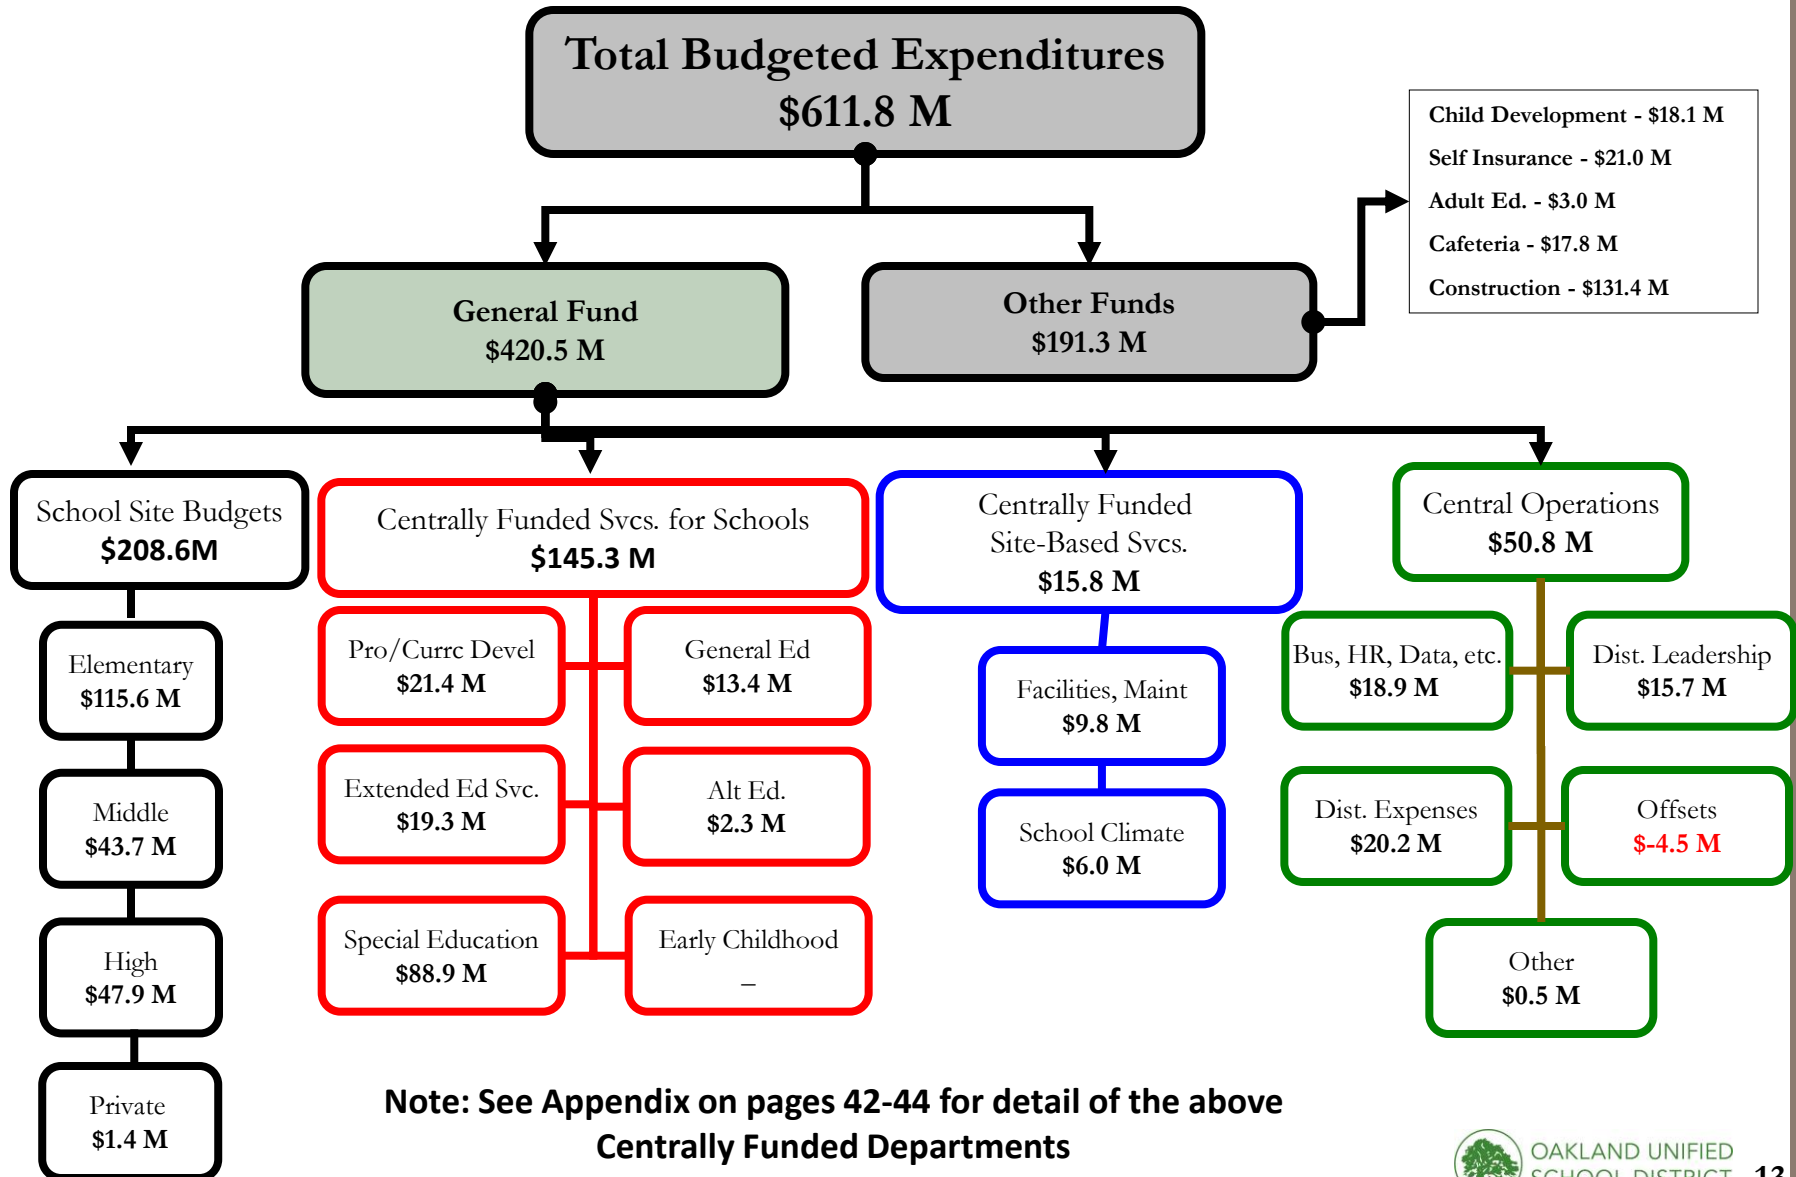 Total Budgeted Expenditures
$611.8 M
Child Development - $18.1 M
Self Insurance - $21.0 M
Adult Ed. - $3.0 M
Cafeteria - $17.8 M
Construction - $131.4 M
General Fund
$420.5 M
Other Funds
$191.3 M
School Site Budgets
$208.6M
Centrally Funded Svcs. for Schools
$145.3 M
Centrally Funded
Site-Based Svcs.
$15.8 M
Central Operations
$50.8 M
Elementary
$115.6 M
Middle
$43.7 M
High
$47.9 M
Private
$1.4 M
Pro/Currc Devel
$21.4 M
General Ed
$13.4 M
Extended Ed Svc.
$19.3 M
Alt Ed.
$2.3 M
Special Education
$88.9 M
Early Childhood
–
Facilities, Maint
$9.8 M
School Climate
$6.0 M
Bus, HR, Data, etc.
$18.9 M
Dist. Leadership
$15.7 M
Dist. Expenses
$20.2 M
Offsets
$-4.5 M
Other
$0.5 M
Note: See Appendix on pages 42-44 for detail of the above
Centrally Funded Departments
OAKLAND UNIFIED
SCHOOL DISTRICT
13